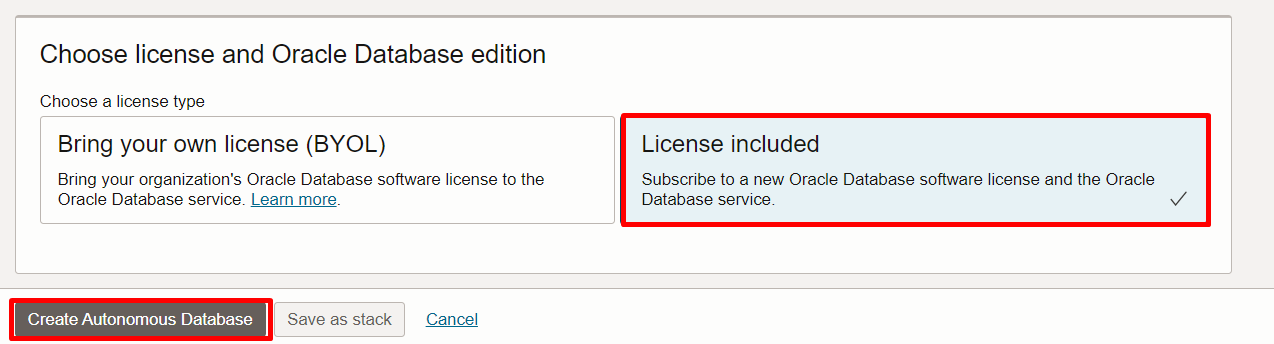 Choose license and Oracle Database edition
Choose a license type
Bring your own license (BYOL)
Bring your organization's Oracle Database software license to the
Oracle Database service. Learn more.
License included
Subscribe to a new Oracle Database software license and the Oracle
Database service.
Create Autonomous Database
Save as stack
Cancel